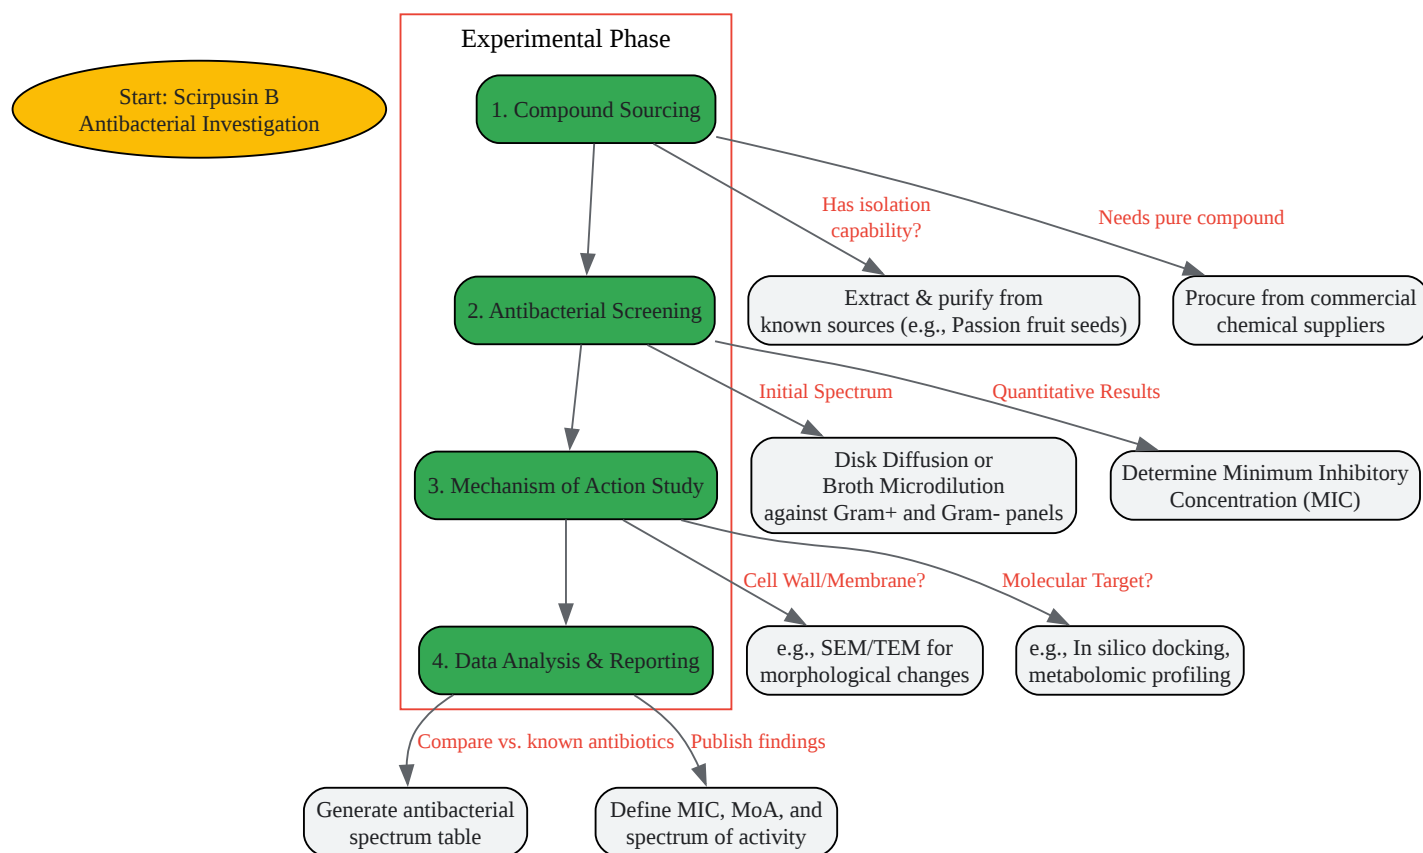 Experimental Phase
Start: Scirpusin B
Antibacterial Investigation
1. Compound Sourcing
Has isolation
capability?
Needs pure compound
2. Antibacterial Screening
Extract & purify from
known sources (e.g., Passion fruit seeds)
Procure from commercial
chemical suppliers
Initial Spectrum
Quantitative Results
3. Mechanism of Action Study
Disk Diffusion or
Broth Microdilution
against Gram+ and Gram- panels
Determine Minimum Inhibitory
Concentration (MIC)
Cell Wall/Membrane?
Molecular Target?
4. Data Analysis & Reporting
e.g., SEM/TEM for
morphological changes
e.g., In silico docking,
metabolomic profiling
Compare vs. known antibiotics
Publish findings
Generate antibacterial
spectrum table
Define MIC, MoA, and
spectrum of activity